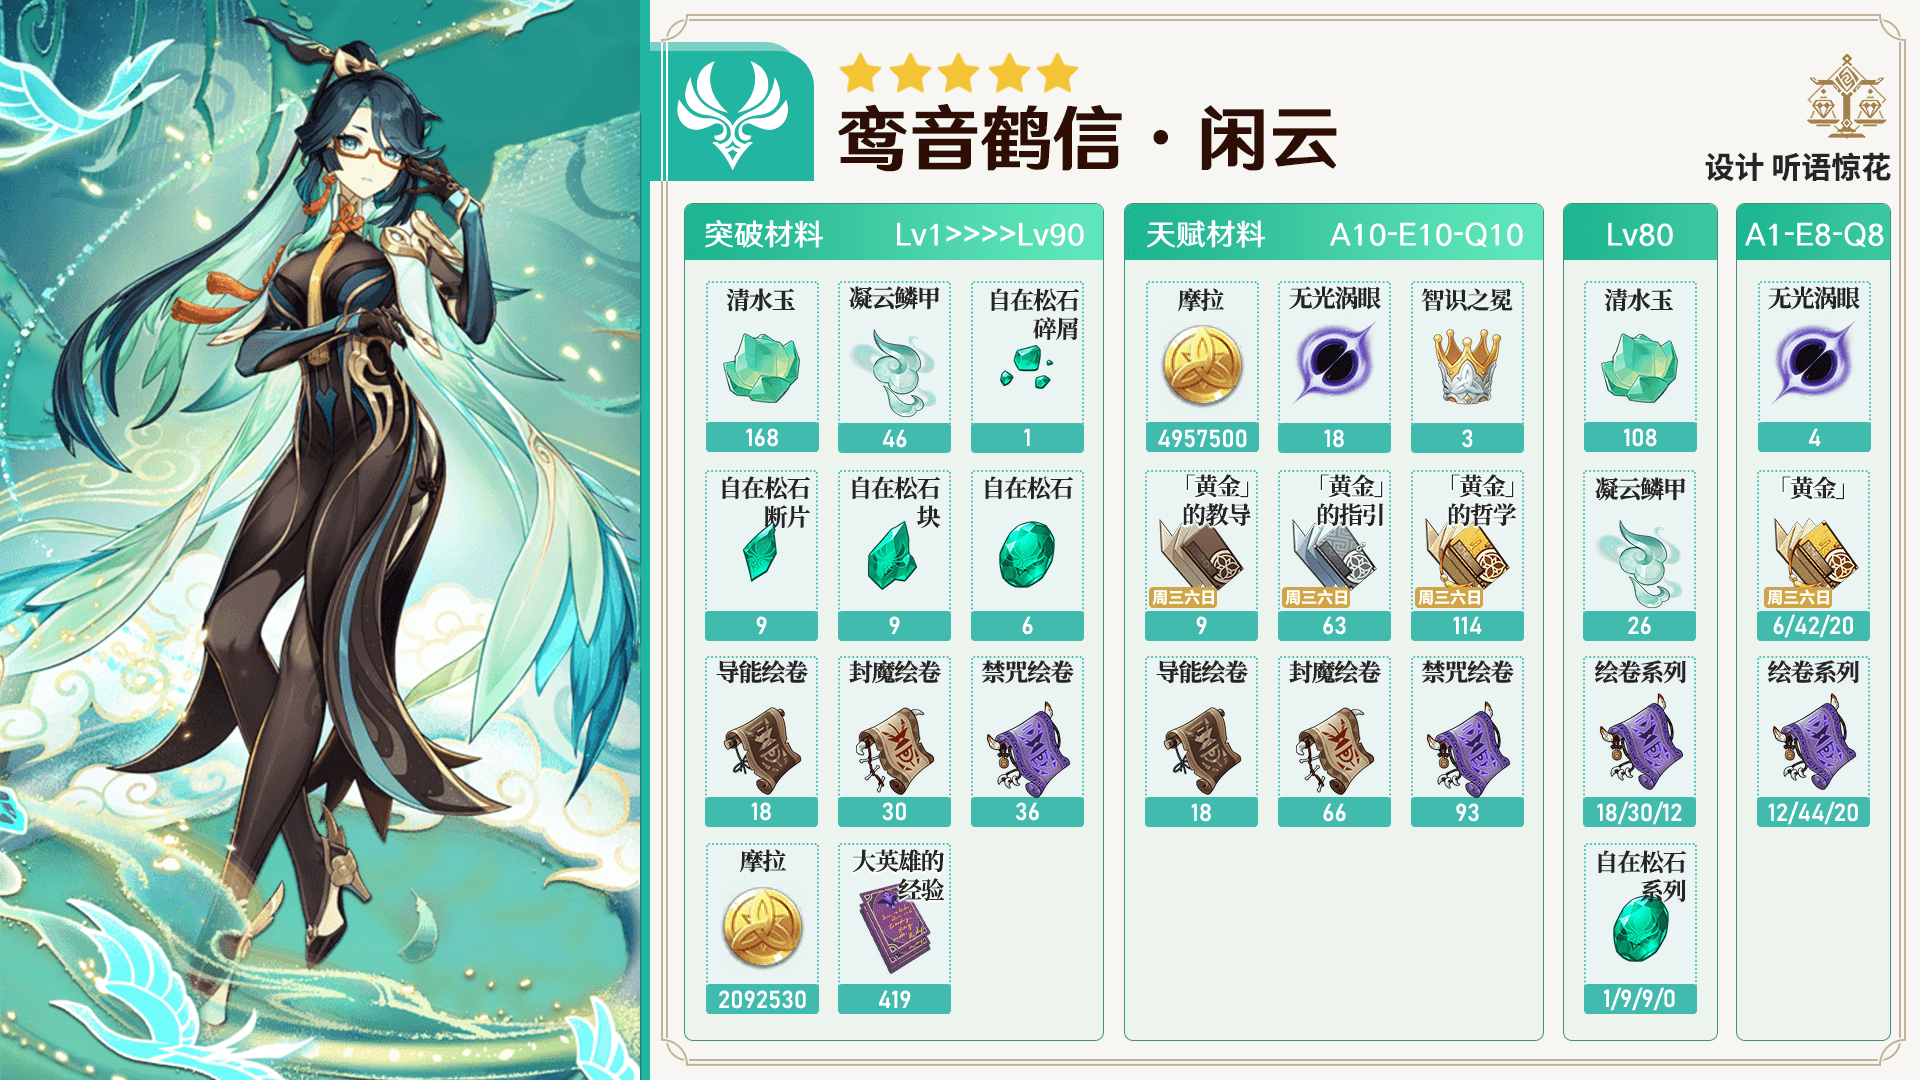 鸾音鹤信·闲云
设计 听语惊花
突破材料 Lv1>>>>Lv90
清水玉
168
凝云鳞甲
46
自在松石
碎屑
1
自在松石
断片
9
自在松石
块
9
自在松石
6
导能绘卷
18
封魔绘卷
30
禁咒绘卷
36
摩拉
2092530
大英雄的
经验
419
天赋材料 A10-E10-Q10
摩拉
4957500
无光涡眼
18
智识之冕
3
「黄金」
的教导
周三六日
9
「黄金」
的指引
周三六日
63
「黄金」
的哲学
周三六日
114
导能绘卷
18
封魔绘卷
66
禁咒绘卷
93
Lv80
清水玉
108
凝云鳞甲
26
绘卷系列
18/30/12
自在松石
系列
1/9/9/0
A1-E8-Q8
无光涡眼
4
「黄金」
周三六日
6/42/20
绘卷系列
12/44/20